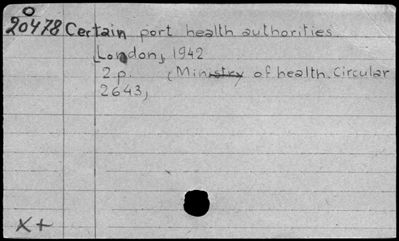 O
20478 Certain port health authorities.
London, 1942
2 p. (Ministry of health. Circular
2643,
X+